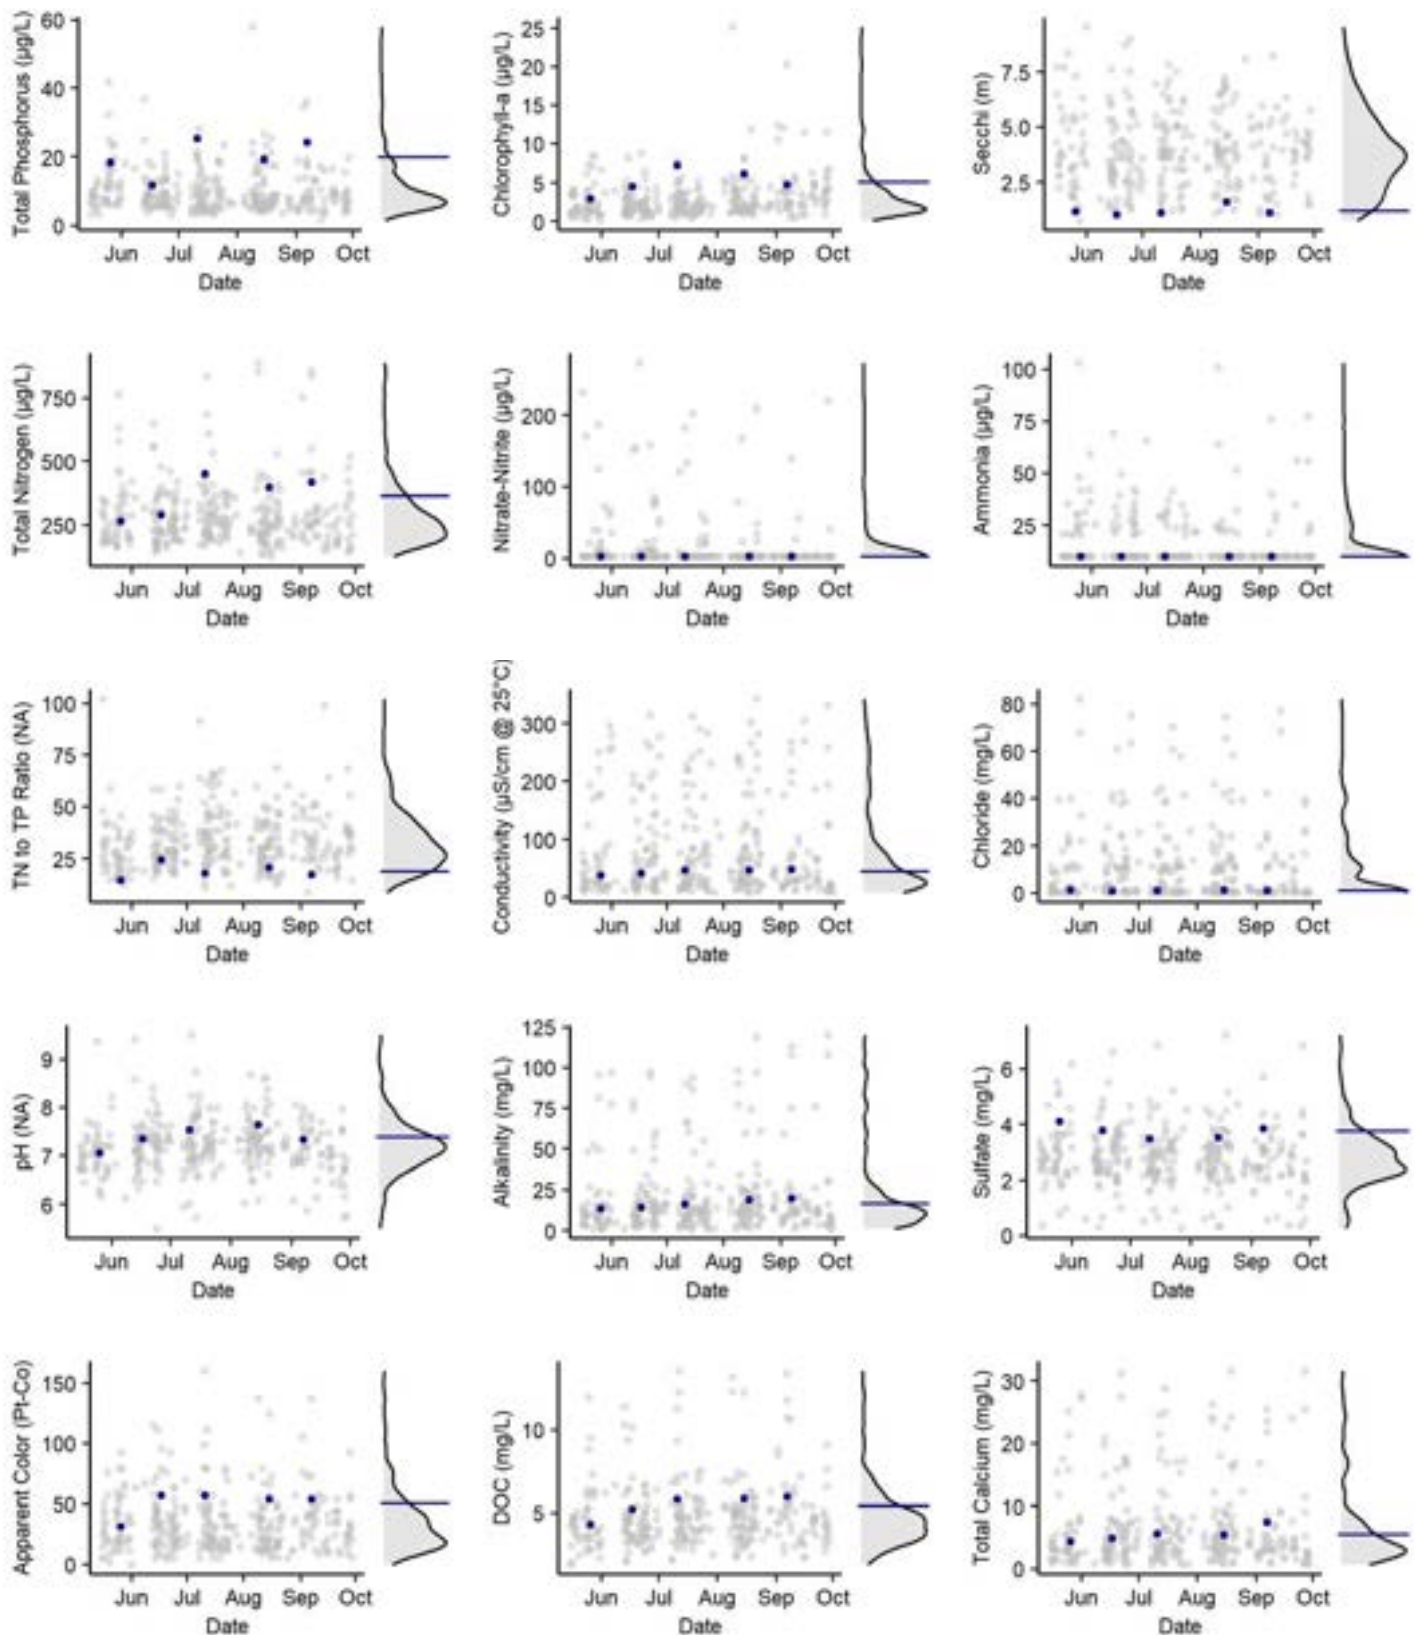 Total Phosphorus (µg/L)
60
40
20
0
Jun Jul Aug Sep Oct
Date
Chlorophyll-a (µg/L)
25
20
15
10
5
0
Jun Jul Aug Sep Oct
Date
Secchi (m)
7.5
5.0
2.5
Jun Jul Aug Sep Oct
Date
Total Nitrogen (µg/L)
750
500
250
Jun Jul Aug Sep Oct
Date
Nitrate-Nitrite (µg/L)
200
100
0
Jun Jul Aug Sep Oct
Date
Ammonia (µg/L)
100
75
50
25
Jun Jul Aug Sep Oct
Date
TN to TP Ratio (NA)
100
75
50
25
Jun Jul Aug Sep Oct
Date
Conductivity (µS/cm @ 25°C)
300
200
100
0
Jun Jul Aug Sep Oct
Date
Chloride (mg/L)
80
60
40
20
0
Jun Jul Aug Sep Oct
Date
pH (NA)
9
8
7
6
Jun Jul Aug Sep Oct
Date
Alkalinity (mg/L)
125
100
75
50
25
0
Jun Jul Aug Sep Oct
Date
Sulfate (mg/L)
6
4
2
0
Jun Jul Aug Sep Oct
Date
Apparent Color (Pt-Co)
150
100
50
0
Jun Jul Aug Sep Oct
Date
DOC (mg/L)
10
5
Jun Jul Aug Sep Oct
Date
Total Calcium (mg/L)
30
20
10
0
Jun Jul Aug Sep Oct
Date